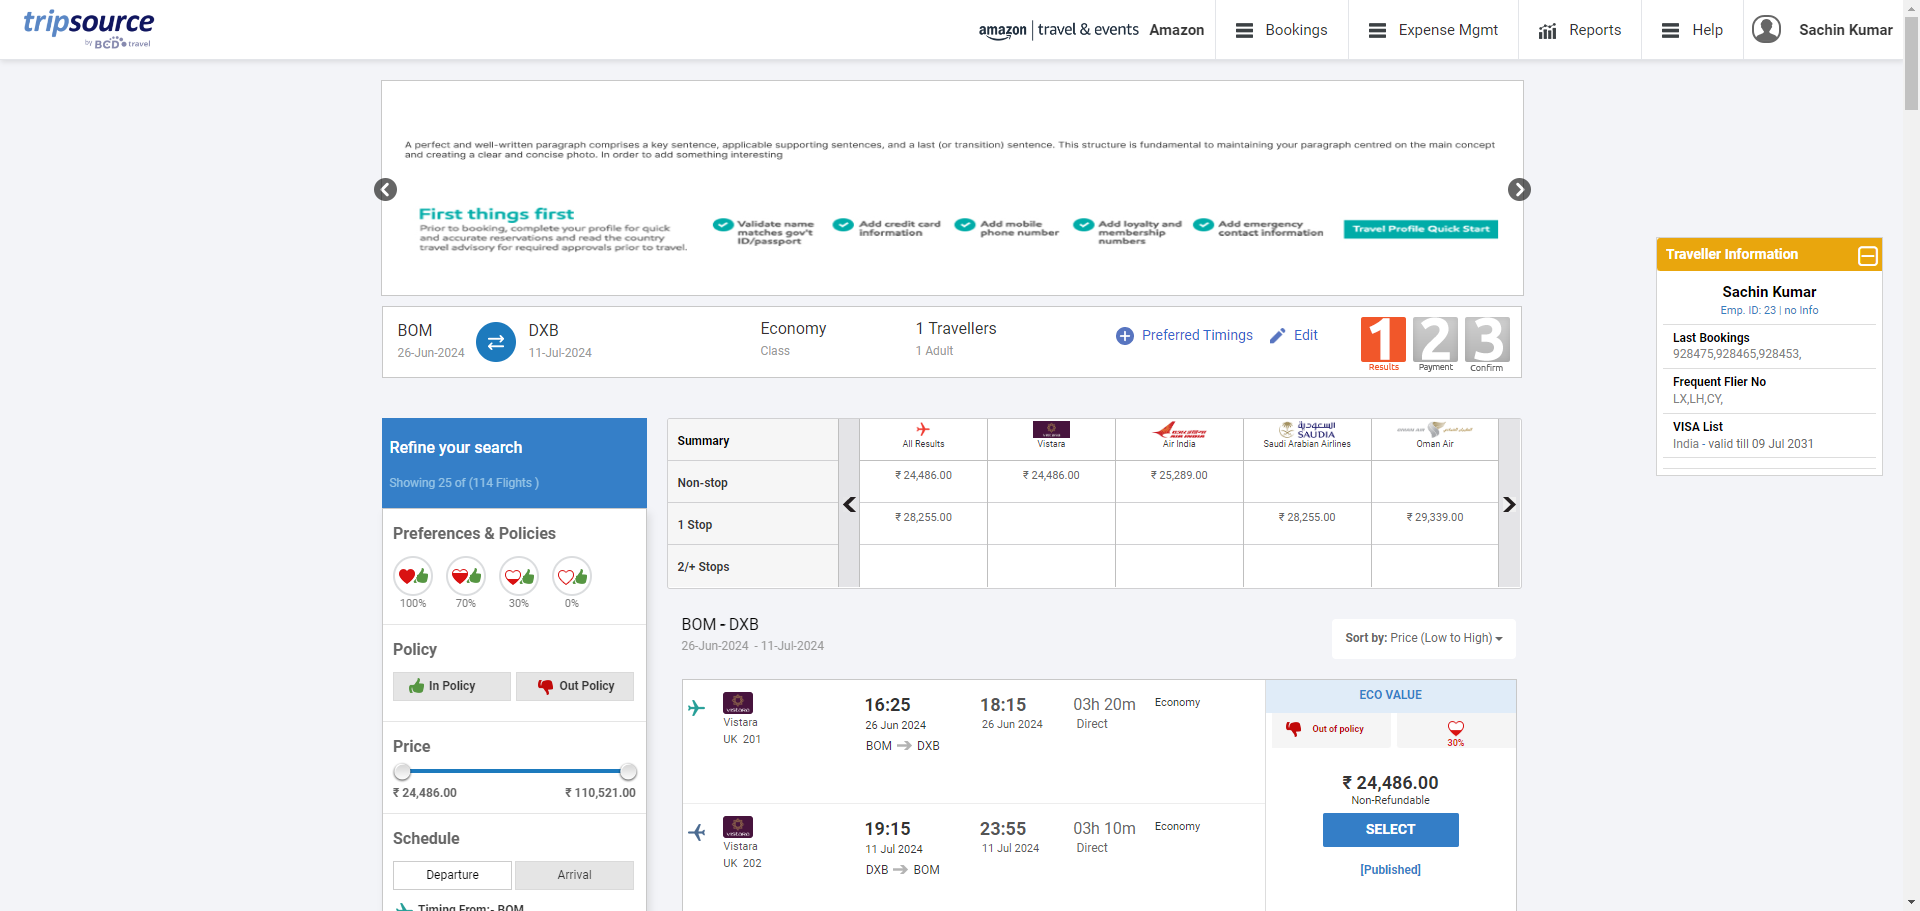 tripsource
by BCD travel
amazon | travel & events Amazon
Bookings
Expense Mgmt
Reports
Help
Sachin Kumar
A perfect and well-written paragraph comprises a key sentence, applicable supporting sentences, and a last (or transition) sentence. This structure is fundamental to maintaining your paragraph centred on the main concept
and creating a clear and concise photo. In order to add something interesting
First things first
Prior to booking, complete your profile for quick
and accurate reservations and read the country
travel advisory for required approvals prior to travel.
Validate name
matches gov't
ID/passport
Add credit card
information
Add mobile
phone number
Add loyalty and
membership
numbers
Add emergency
contact information
Travel Profile Quick Start
Traveller Information
Sachin Kumar
Emp. ID: 23 | no Info
Last Bookings
928475,928465,928453,
Frequent Flier No
LX,LH,CY,
VISA List
India - valid till 09 Jul 2031
BOM
26-Jun-2024
DXB
11-Jul-2024
Economy
Class
1 Travellers
1 Adult
Preferred Timings
Edit
1 2 3
Results Payment Confirm
Refine your search
Showing 25 of (114 Flights )
Preferences & Policies
100% 70% 30% 0%
Policy
In Policy
Out Policy
Price
₹ 24,486.00 ₹ 110,521.00
Schedule
Departure Arrival
Timing From:- BOM
Summary
All Results
Vistara
Air India
السعودية
SAUDIA
Saudi Arabian Airlines
OMAN AIR
Oman Air
Non-stop ₹ 24,486.00 ₹ 24,486.00 ₹ 25,289.00
1 Stop ₹ 28,255.00 ₹ 28,255.00 ₹ 29,339.00
2/+ Stops
BOM - DXB
26-Jun-2024 - 11-Jul-2024
Sort by: Price (Low to High)
VISTARA
Vistara
UK 201
16:25
26 Jun 2024
BOM DXB
18:15
26 Jun 2024
03h 20m
Direct
Economy
VISTARA
Vistara
UK 202
19:15
11 Jul 2024
DXB BOM
23:55
11 Jul 2024
03h 10m
Direct
Economy
ECO VALUE
Out of policy
30%
₹ 24,486.00
Non-Refundable
SELECT
[Published]